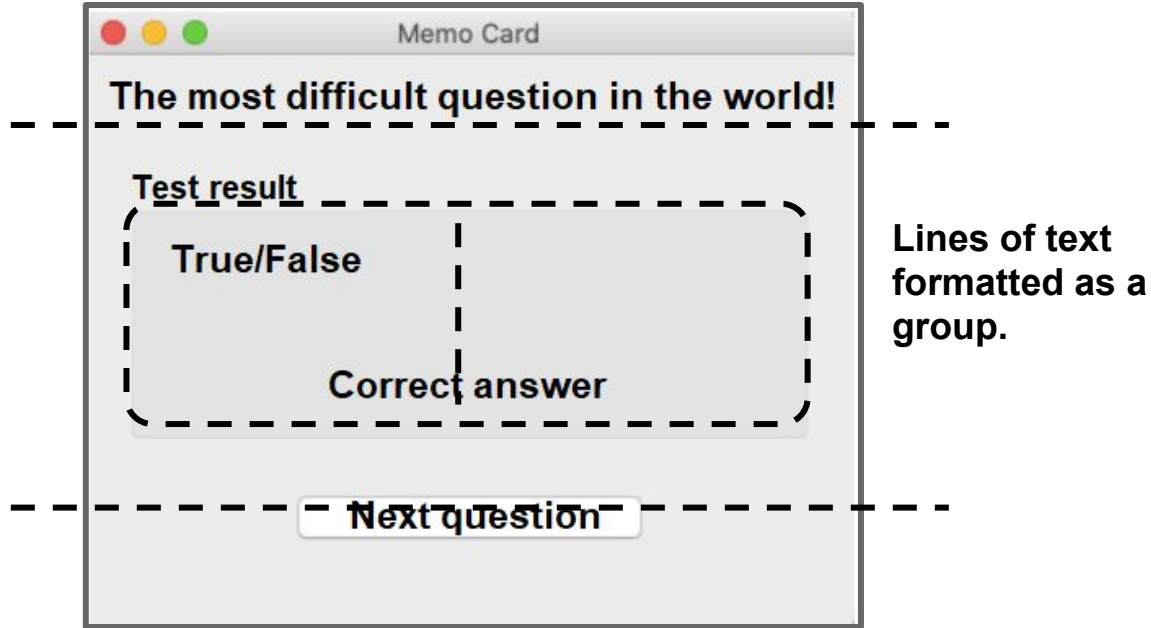 Memo Card
The most difficult question in the world!
Test result
True/False
Correct answer
Next question
Lines of text
formatted as a
group.